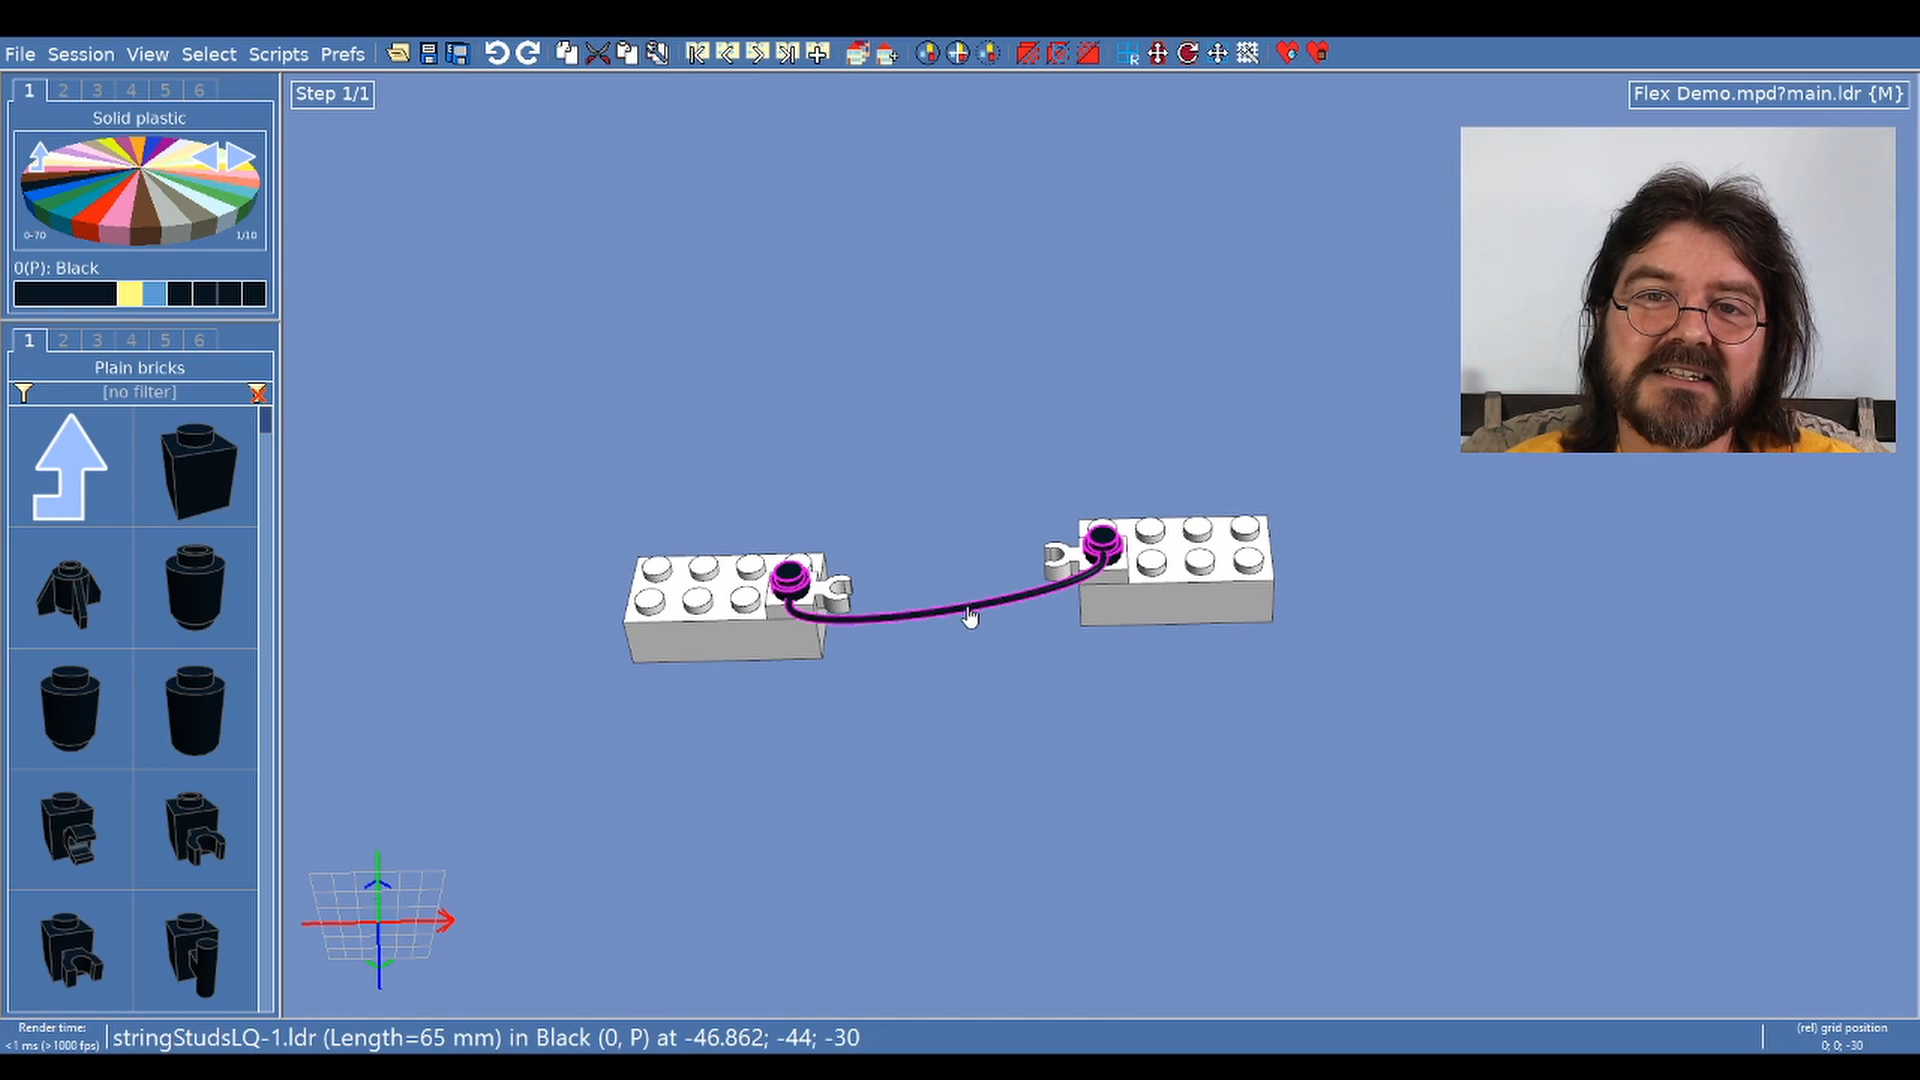 File Session View Select Scripts Prefs
1 2 3 4 5 6
Solid plastic
0-70 1/10
0(P): Black
1 2 3 4 5 6
Plain bricks
[no filter]
Step 1/1
Flex Demo.mpd?main.ldr {M}
R
Render time:
<1 ms (>1000 fps)
stringStudsLQ-1.ldr (Length=65 mm) in Black (0, P) at -46.862; -44; -30
(rel) grid position
0; 0; -30